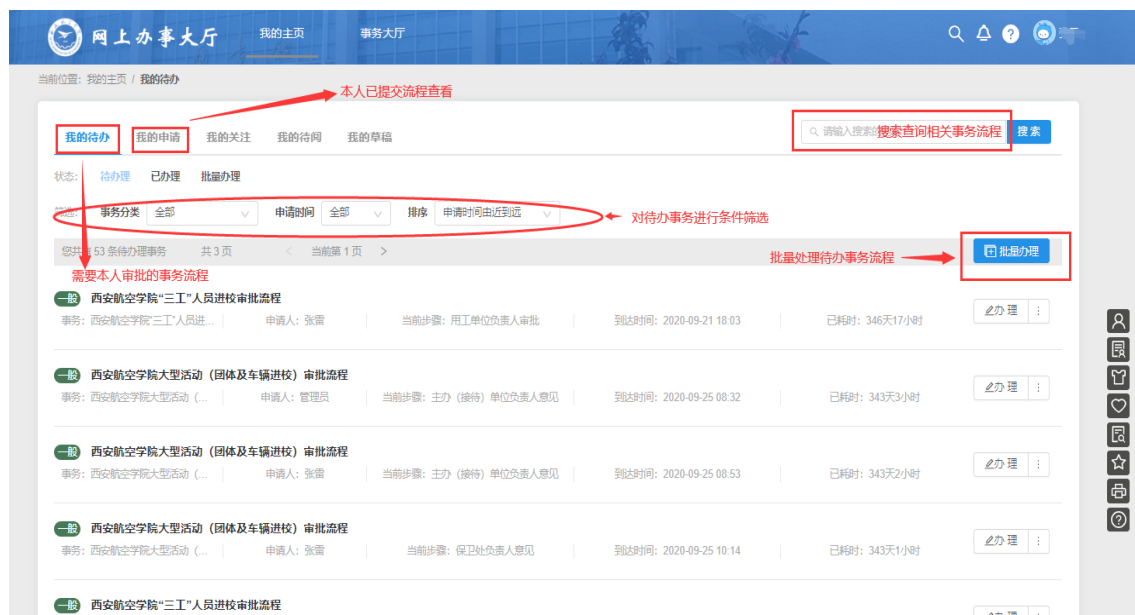 网上办事大厅 我的主页 事务大厅
当前位置: 我的主页 / 我的待办
本人已提交流程查看
我的待办 我的申请 我的关注 我的待阅 我的草稿
请输入搜索的 搜索查询相关事务流程 搜索
状态: 待办理 已办理 批量办理
筛选: 事务分类 全部 申请时间 全部 排序 申请时间由近到远
对待办事务进行条件筛选
您共有 53 条待办理事务 共 3 页 < 当前第 1 页 >
批量处理待办事务流程 批量办理
需要本人审批的事务流程
一般 西安航空学院“三工”人员进校审批流程
事务: 西安航空学院“三工”人员进... 申请人: 张雷 当前步骤: 用工单位负责人审批 到达时间: 2020-09-21 18:03 已耗时: 346天17小时 办理
一般 西安航空学院大型活动（团体及车辆进校）审批流程
事务: 西安航空学院大型活动（... 申请人: 管理员 当前步骤: 主办（接待）单位负责人意见 到达时间: 2020-09-25 08:32 已耗时: 343天3小时 办理
一般 西安航空学院大型活动（团体及车辆进校）审批流程
事务: 西安航空学院大型活动（... 申请人: 张雷 当前步骤: 主办（接待）单位负责人意见 到达时间: 2020-09-25 08:53 已耗时: 343天2小时 办理
一般 西安航空学院大型活动（团体及车辆进校）审批流程
事务: 西安航空学院大型活动（... 申请人: 张雷 当前步骤: 保卫处负责人意见 到达时间: 2020-09-25 10:14 已耗时: 343天1小时 办理
一般 西安航空学院“三工”人员进校审批流程